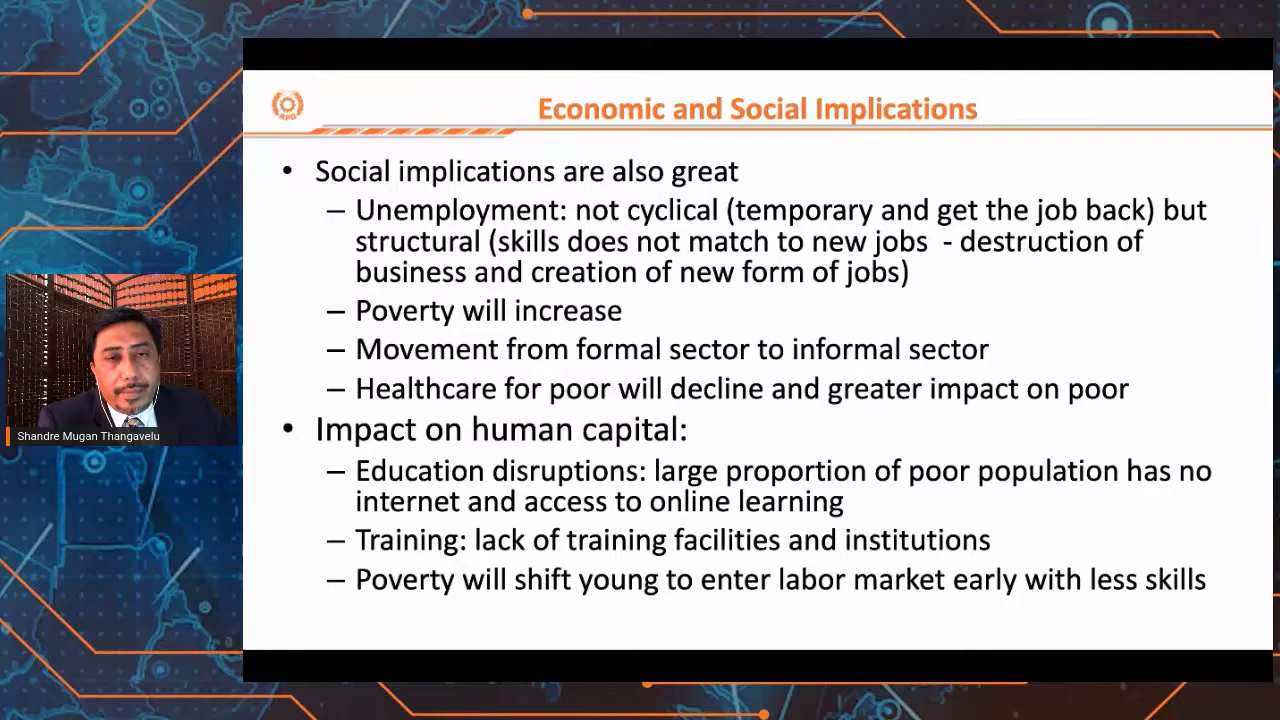 Economic and Social Implications
• Social implications are also great
– Unemployment: not cyclical (temporary and get the job back) but
structural (skills does not match to new jobs - destruction of
business and creation of new form of jobs)
– Poverty will increase
– Movement from formal sector to informal sector
– Healthcare for poor will decline and greater impact on poor
• Impact on human capital:
– Education disruptions: large proportion of poor population has no
internet and access to online learning
– Training: lack of training facilities and institutions
– Poverty will shift young to enter labor market early with less skills
Shandre Mugan Thangavelu